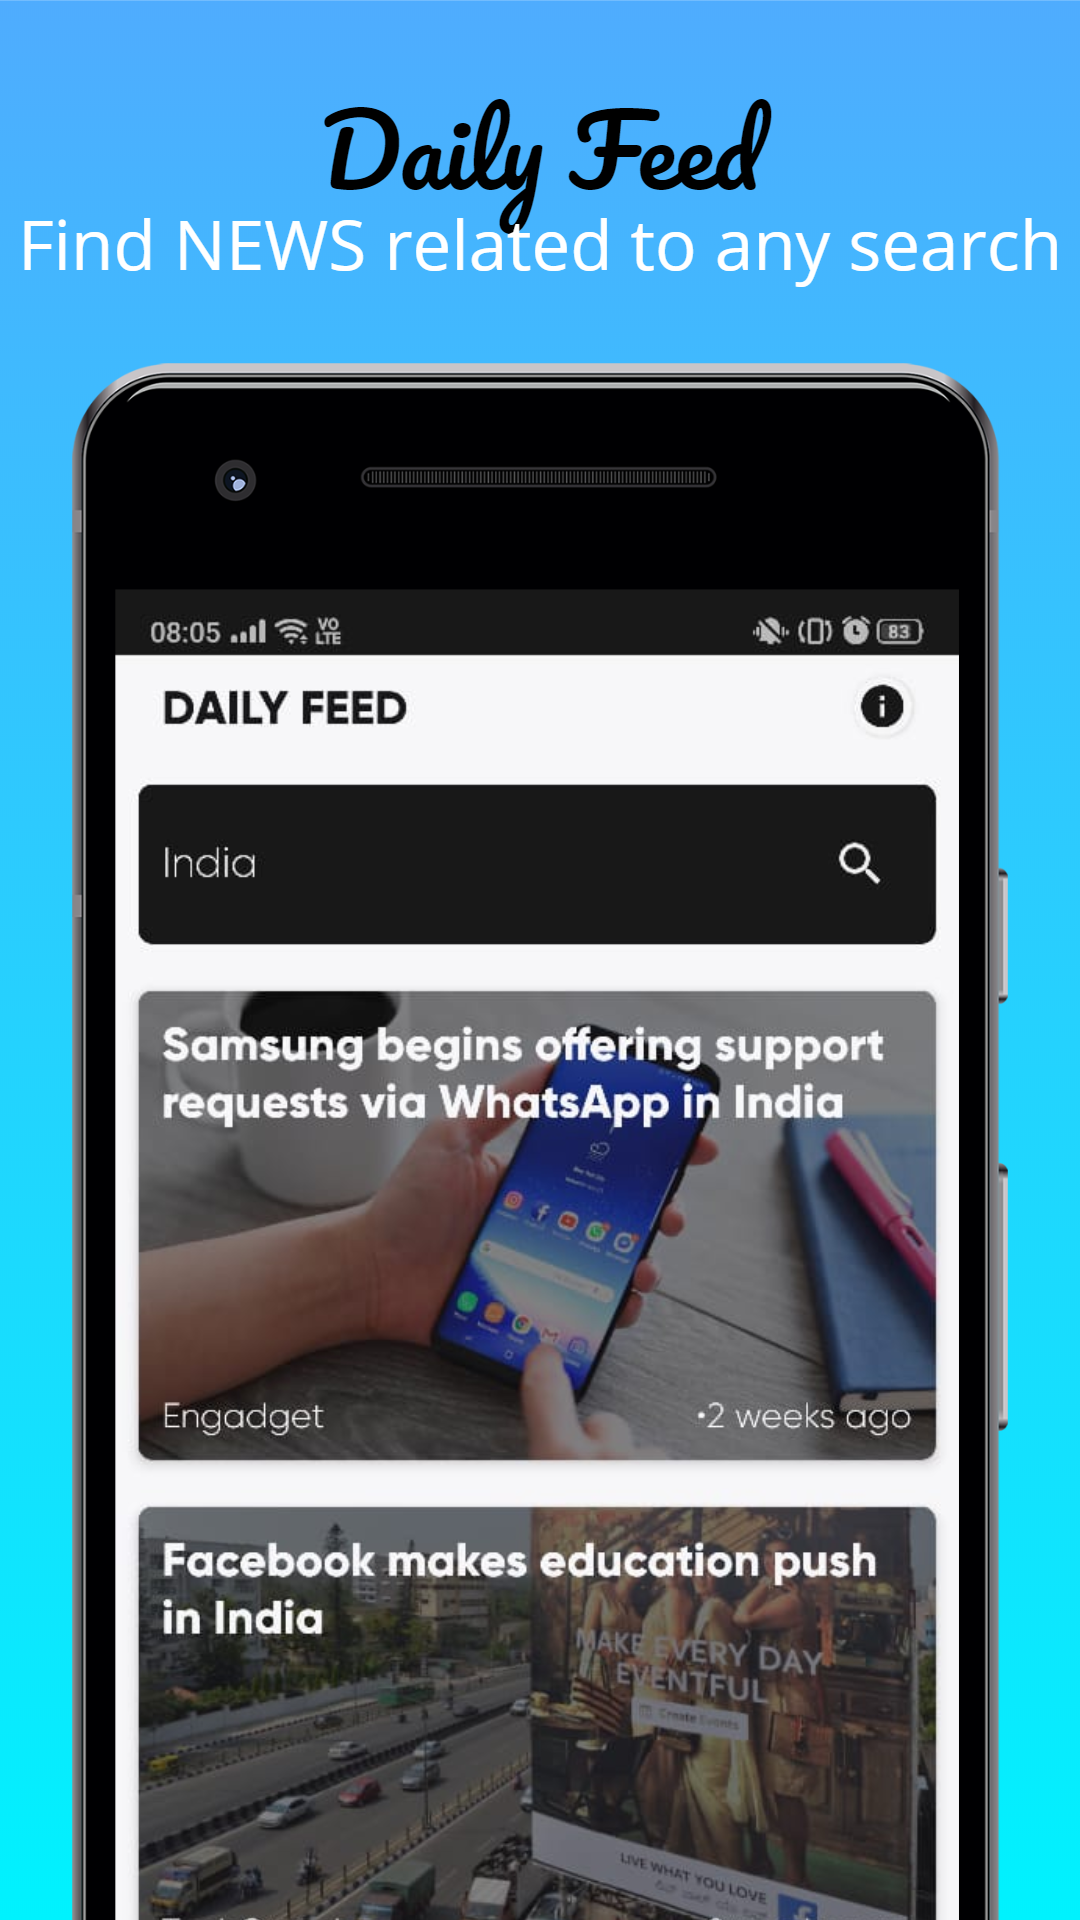 Daily Feed
Find NEWS related to any search
08:05 VO LTE 83
DAILY FEED
India
Samsung begins offering support
requests via WhatsApp in India
Engadget •2 weeks ago
Facebook makes education push
in India
MAKE EVERY DAY
EVENTFUL
Create Events
LIVE WHAT YOU LOVE